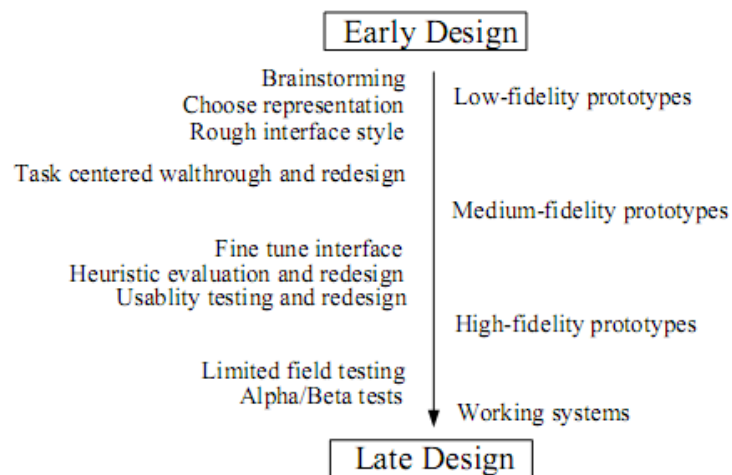 Early Design
Brainstorming
Choose representation
Rough interface style
Low-fidelity prototypes
Task centered walthrough and redesign
Medium-fidelity prototypes
Fine tune interface
Heuristic evaluation and redesign
Usablity testing and redesign
High-fidelity prototypes
Limited field testing
Alpha/Beta tests
Working systems
Late Design